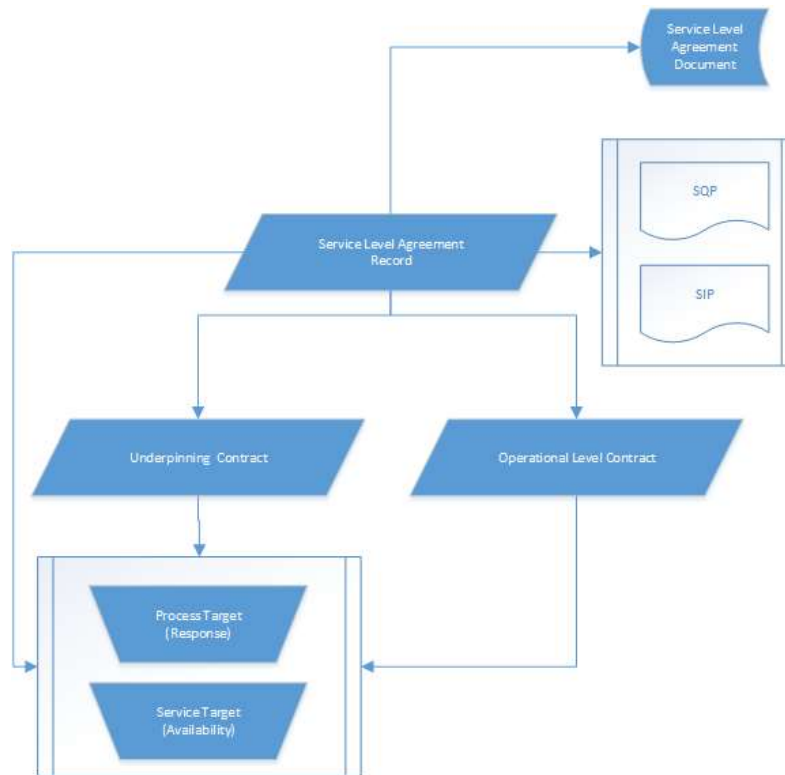 Service Level
Agreement
Document
SQP
Service Level Agreement
Record
SIP
Underpinning Contract
Operational Level Contract
Process Target
(Response)
Service Target
(Availability)